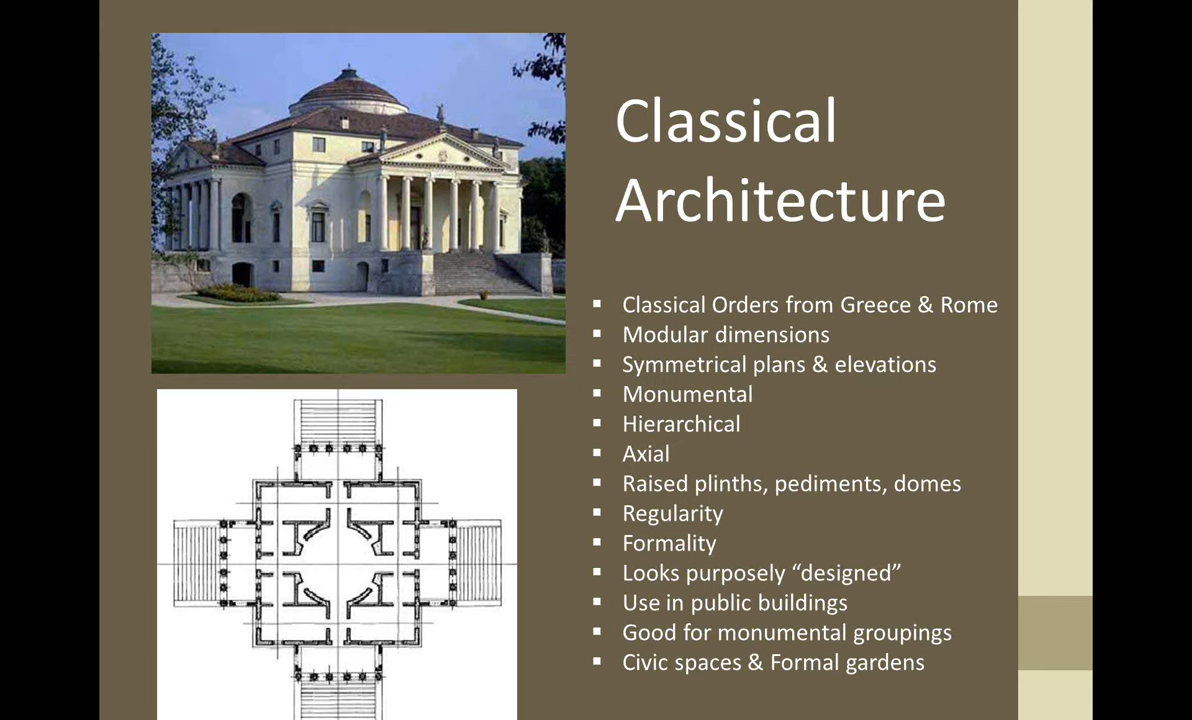 Classical
Architecture
▪ Classical Orders from Greece & Rome
▪ Modular dimensions
▪ Symmetrical plans & elevations
▪ Monumental
▪ Hierarchical
▪ Axial
▪ Raised plinths, pediments, domes
▪ Regularity
▪ Formality
▪ Looks purposely “designed”
▪ Use in public buildings
▪ Good for monumental groupings
▪ Civic spaces & Formal gardens